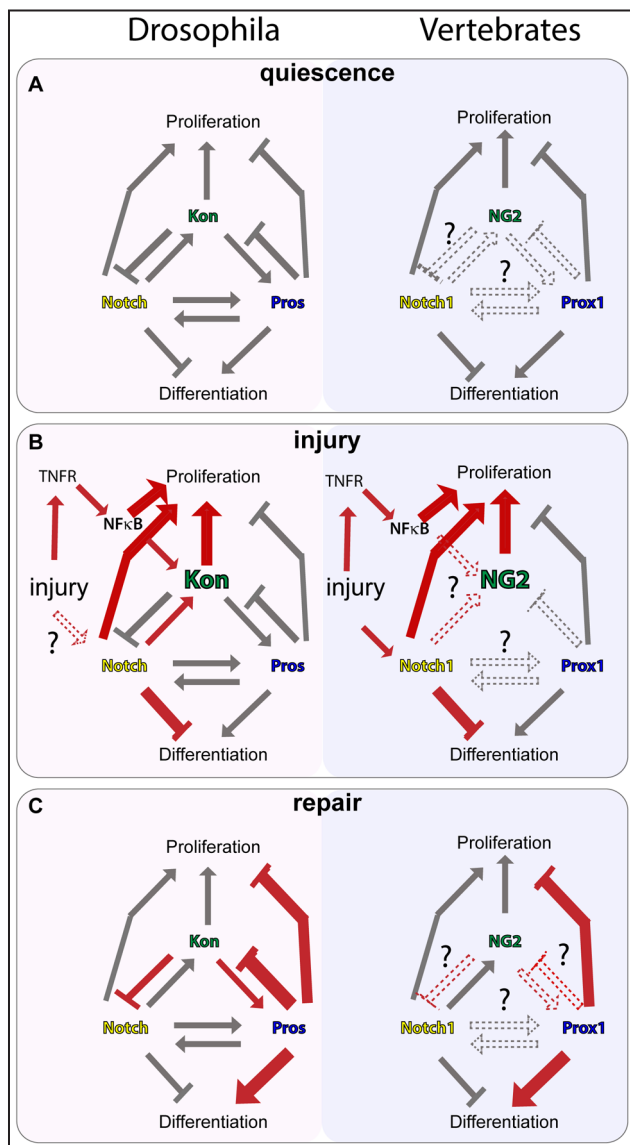 Drosophila
Vertebrates
A
quiescence
Proliferation
Kon
Notch
Pros
Differentiation
Proliferation
NG2
?
?
Notch1
Prox1
Differentiation
B
injury
TNFR
Proliferation
NFκB
injury
Kon
?
Notch
Pros
Differentiation
TNFR
Proliferation
NFκB
injury
NG2
?
?
Notch1
Prox1
Differentiation
C
repair
Proliferation
Kon
Notch
Pros
Differentiation
Proliferation
NG2
?
?
?
Notch1
Prox1
Differentiation